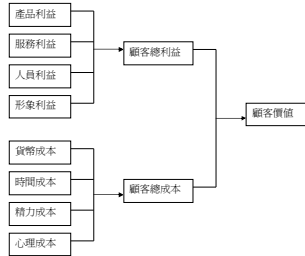 產品利益
服務利益
人員利益
形象利益
顧客總利益
顧客價值
貨幣成本
時間成本
精力成本
心理成本
顧客總成本